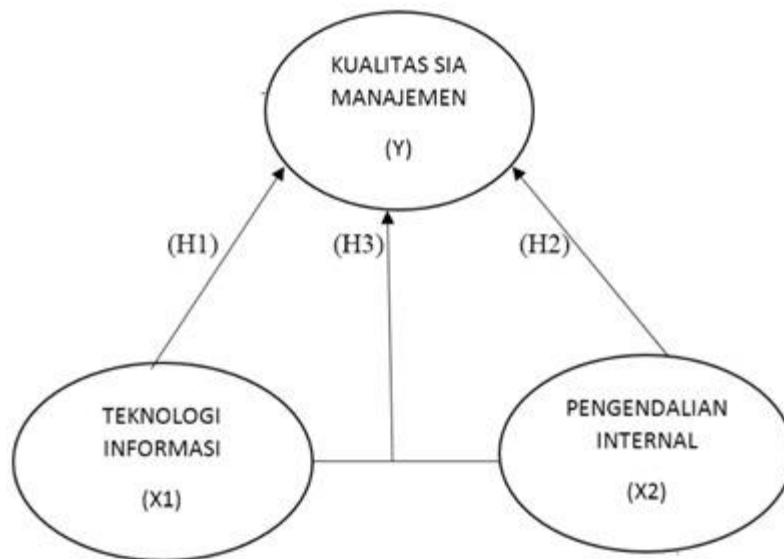 KUALITAS SIA
MANAJEMEN
(Y)
(H1)
(H3)
(H2)
TEKNOLOGI
INFORMASI
(X1)
PENGENDALIAN
INTERNAL
(X2)